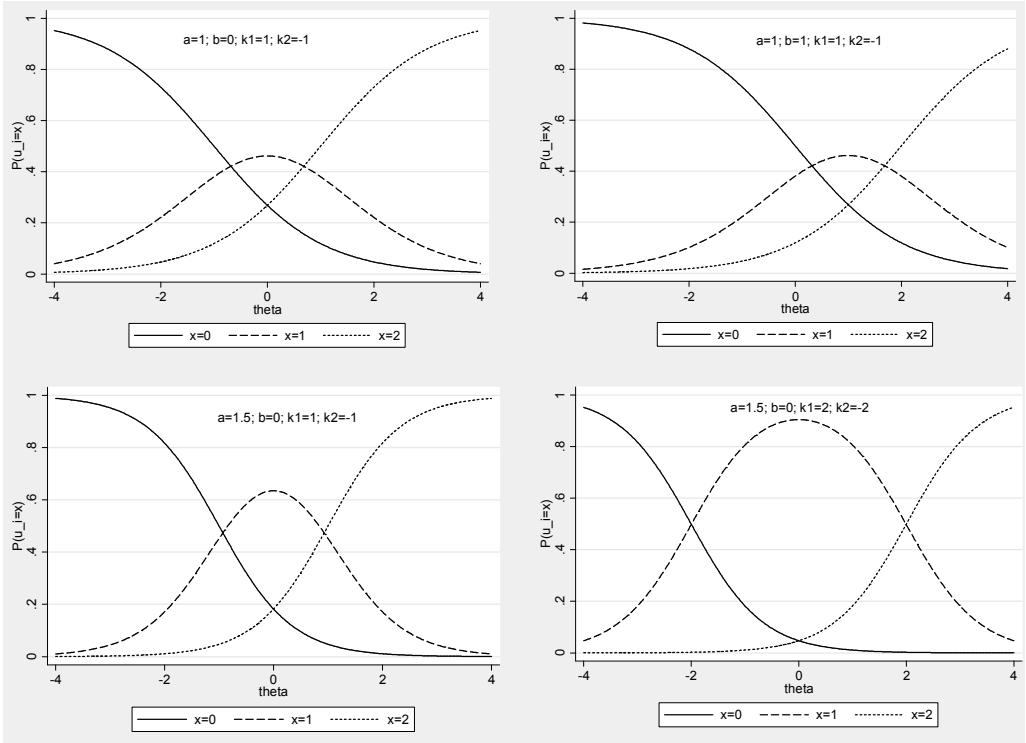 a=1; b=0; k1=1; k2=-1
P(u_i=x)
0 .2 .4 .6 .8 1
-4 -2 0 2 4
theta
x=0 x=1 x=2
a=1; b=1; k1=1; k2=-1
P(u_i=x)
0 .2 .4 .6 .8 1
-4 -2 0 2 4
theta
x=0 x=1 x=2
a=1.5; b=0; k1=1; k2=-1
P(u_i=x)
0 .2 .4 .6 .8 1
-4 -2 0 2 4
theta
x=0 x=1 x=2
a=1.5; b=0; k1=2; k2=-2
P(u_i=x)
0 .2 .4 .6 .8 1
-4 -2 0 2 4
theta
x=0 x=1 x=2